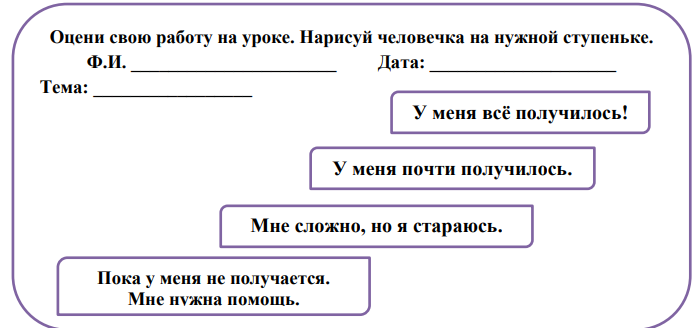 Оцени свою работу на уроке. Нарисуй человечка на нужной ступеньке.
Ф.И. ______________________ Дата: ____________________
Тема: _________________
У меня всё получилось!
У меня почти получилось.
Мне сложно, но я стараюсь.
Пока у меня не получается.
Мне нужна помощь.